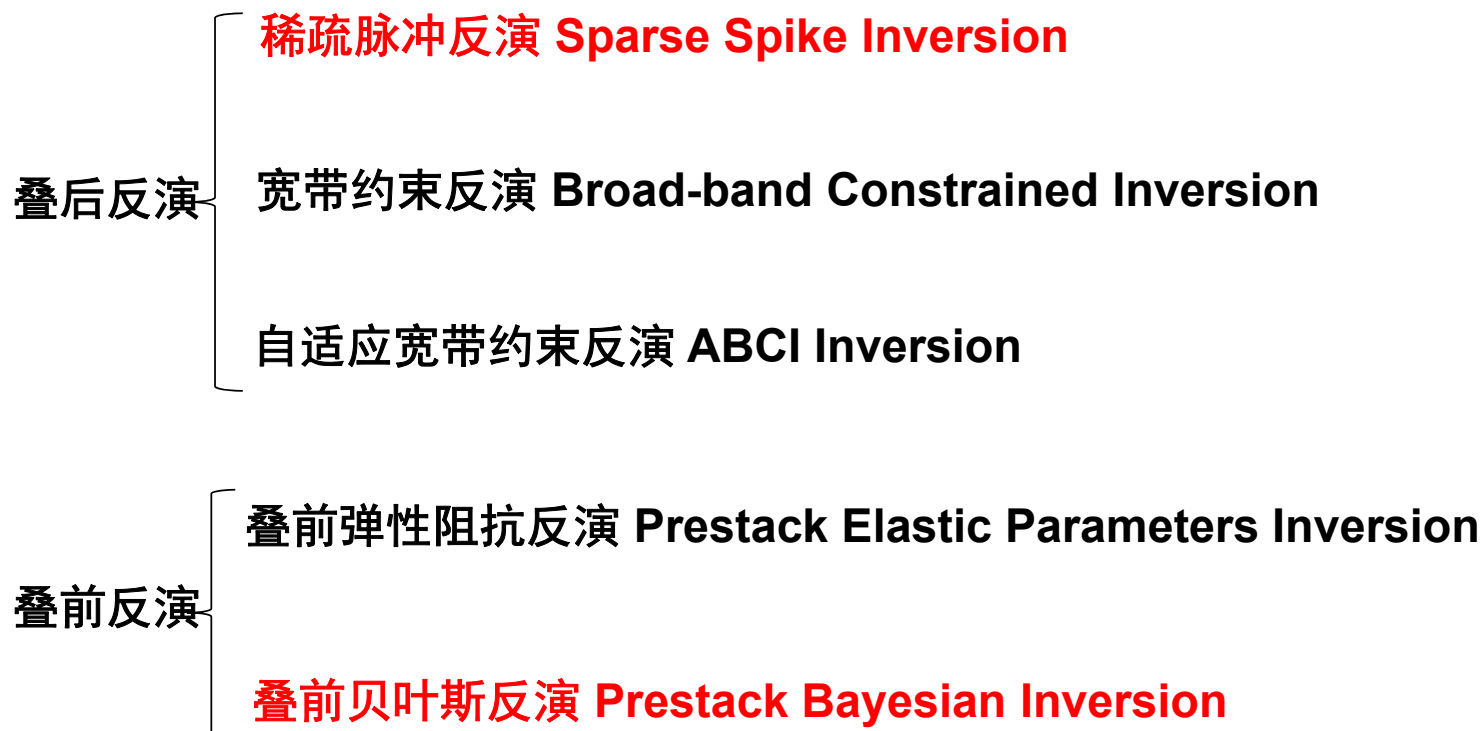 稀疏脉冲反演 Sparse Spike Inversion
叠后反演
宽带约束反演 Broad-band Constrained Inversion
自适应宽带约束反演 ABCI Inversion
叠前弹性阻抗反演 Prestack Elastic Parameters Inversion
叠前反演
叠前贝叶斯反演 Prestack Bayesian Inversion